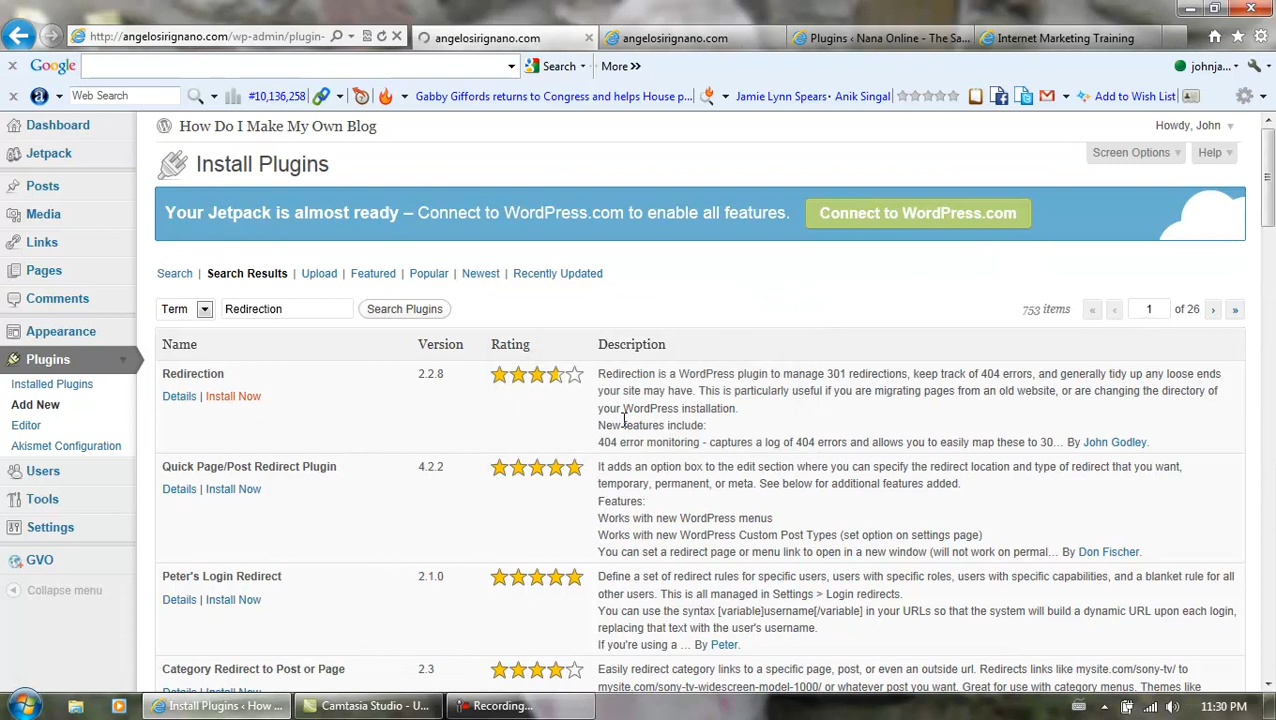 http://angelosirignano.com/wp-admin/plugin-
angelosirignano.com
angelosirignano.com
Plugins ‹ Nana Online - The Sa...
Internet Marketing Training
Google
Search
More »
johnja...
Web Search
#10,136,258
Gabby Giffords returns to Congress and helps House p...
Jamie Lynn Spears · Anik Singal
Add to Wish List
How Do I Make My Own Blog
Howdy, John
Dashboard
Jetpack
Posts
Media
Links
Pages
Comments
Appearance
Plugins
Installed Plugins
Add New
Editor
Akismet Configuration
Users
Tools
Settings
GVO
Collapse menu
Install Plugins
Screen Options
Help
Your Jetpack is almost ready – Connect to WordPress.com to enable all features.
Connect to WordPress.com
Search | Search Results | Upload | Featured | Popular | Newest | Recently Updated
Term
Redirection
Search Plugins
753 items
«
‹
1
of 26
›
»
Name
Version
Rating
Description
Redirection
Details | Install Now
2.2.8
Redirection is a WordPress plugin to manage 301 redirections, keep track of 404 errors, and generally tidy up any loose ends
your site may have. This is particularly useful if you are migrating pages from an old website, or are changing the directory of
your WordPress installation.
New features include:
404 error monitoring - captures a log of 404 errors and allows you to easily map these to 30... By John Godley.
Quick Page/Post Redirect Plugin
Details | Install Now
4.2.2
It adds an option box to the edit section where you can specify the redirect location and type of redirect that you want,
temporary, permanent, or meta. See below for additional features added.
Features:
Works with new WordPress menus
Works with new WordPress Custom Post Types (set option on settings page)
You can set a redirect page or menu link to open in a new window (will not work on permal... By Don Fischer.
Peter's Login Redirect
Details | Install Now
2.1.0
Define a set of redirect rules for specific users, users with specific roles, users with specific capabilities, and a blanket rule for all
other users. This is all managed in Settings > Login redirects.
You can use the syntax [variable]username[/variable] in your URLs so that the system will build a dynamic URL upon each login,
replacing that text with the user's username.
If you're using a ... By Peter.
Category Redirect to Post or Page
Details | Install Now
2.3
Easily redirect category links to a specific page, post, or even an outside url. Redirects links like mysite.com/sony-tv/ to
mysite.com/sony-tv-widescreen-model-1000/ or whatever post you want. Great for use with category menus. Themes like
Install Plugins ‹ How ...
Camtasia Studio - U...
Recording...
11:30 PM